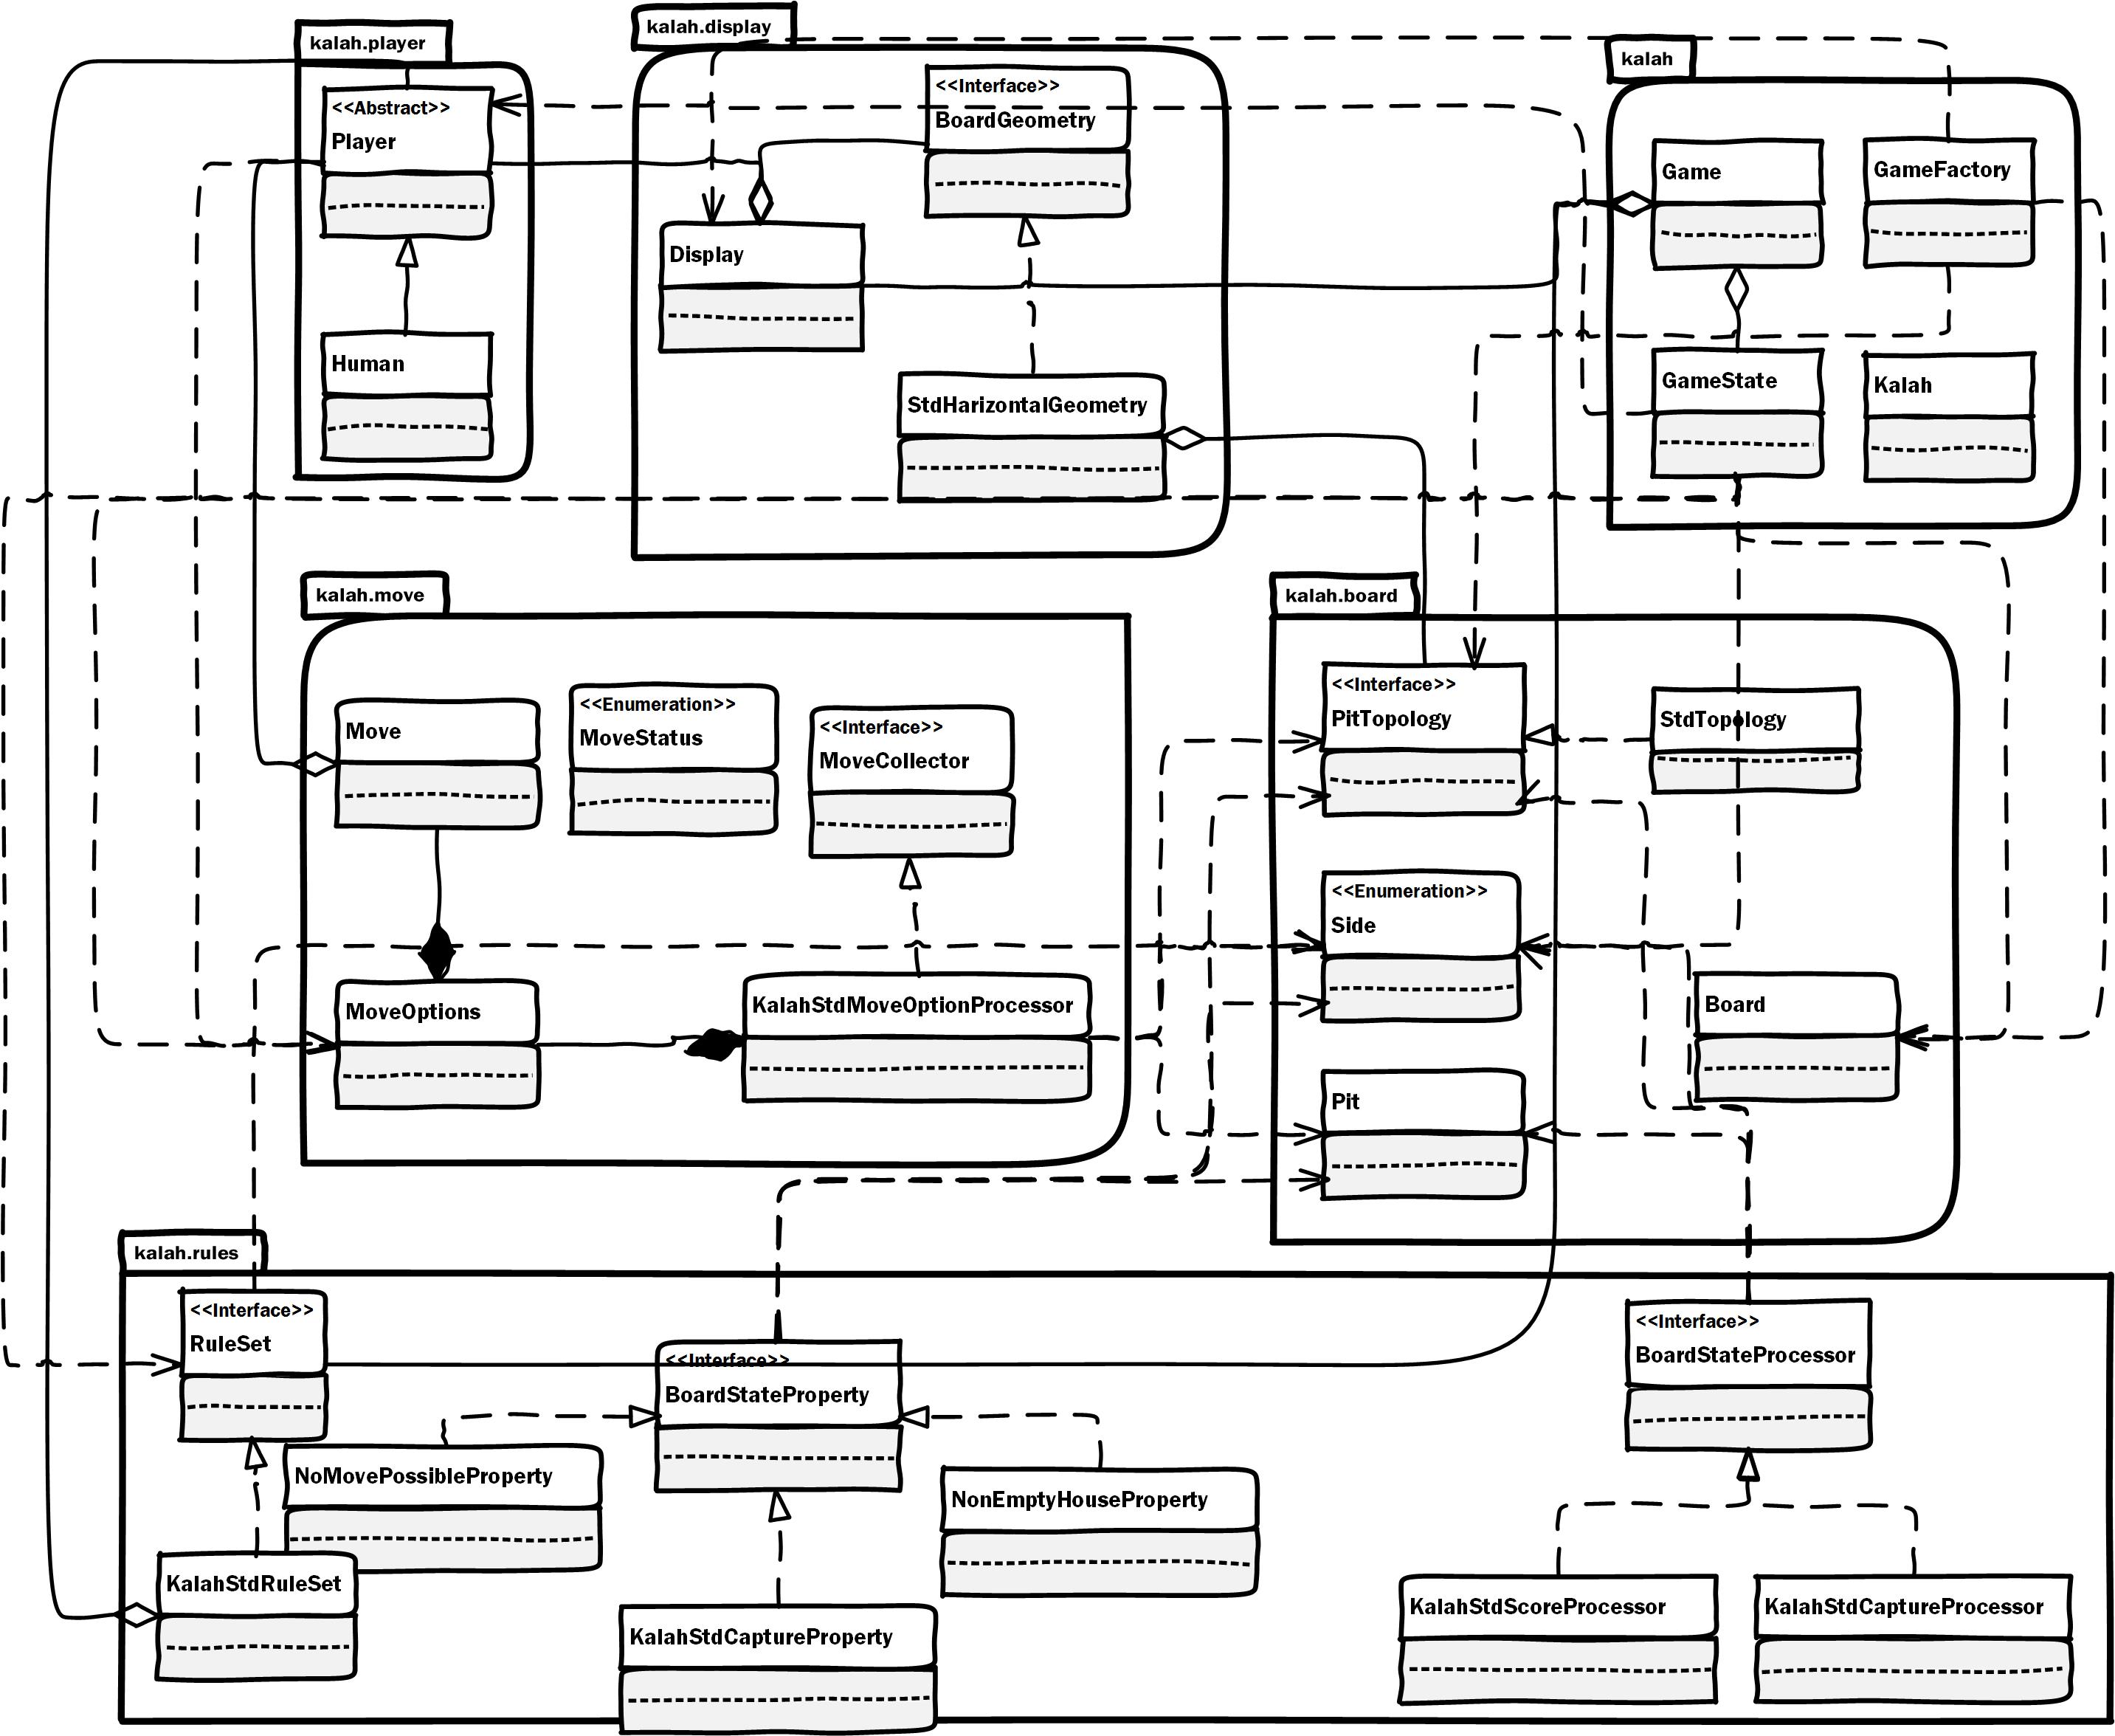 kalah.player
<<Abstract>>
Player
Human
kalah.display
<<Interface>>
BoardGeometry
Display
StdHarizontalGeometry
kalah
Game
GameFactory
GameState
Kalah
kalah.move
Move
<<Enumeration>>
MoveStatus
<<Interface>>
MoveCollector
MoveOptions
KalahStdMoveOptionProcessor
kalah.board
<<Interface>>
PitTopology
StdTopology
<<Enumeration>>
Side
Board
Pit
kalah.rules
<<Interface>>
RuleSet
<<Interface>>
BoardStateProperty
<<Interface>>
BoardStateProcessor
NoMovePossibleProperty
NonEmptyHouseProperty
KalahStdRuleSet
KalahStdCaptureProperty
KalahStdScoreProcessor
KalahStdCaptureProcessor